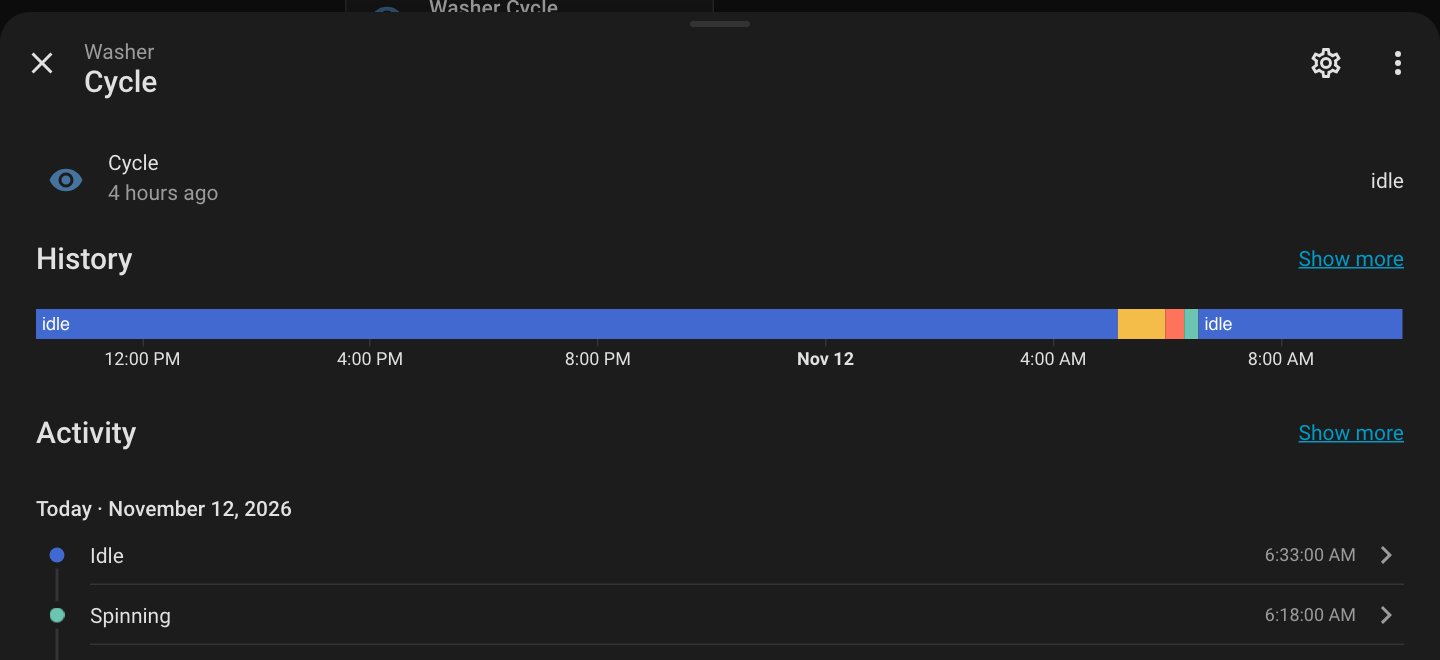 Washer Cycle
Washer
Cycle
Cycle
4 hours ago
idle
History
Show more
idle
idle
12:00 PM
4:00 PM
8:00 PM
Nov 12
4:00 AM
8:00 AM
Activity
Show more
Today · November 12, 2026
Idle
6:33:00 AM
Spinning
6:18:00 AM